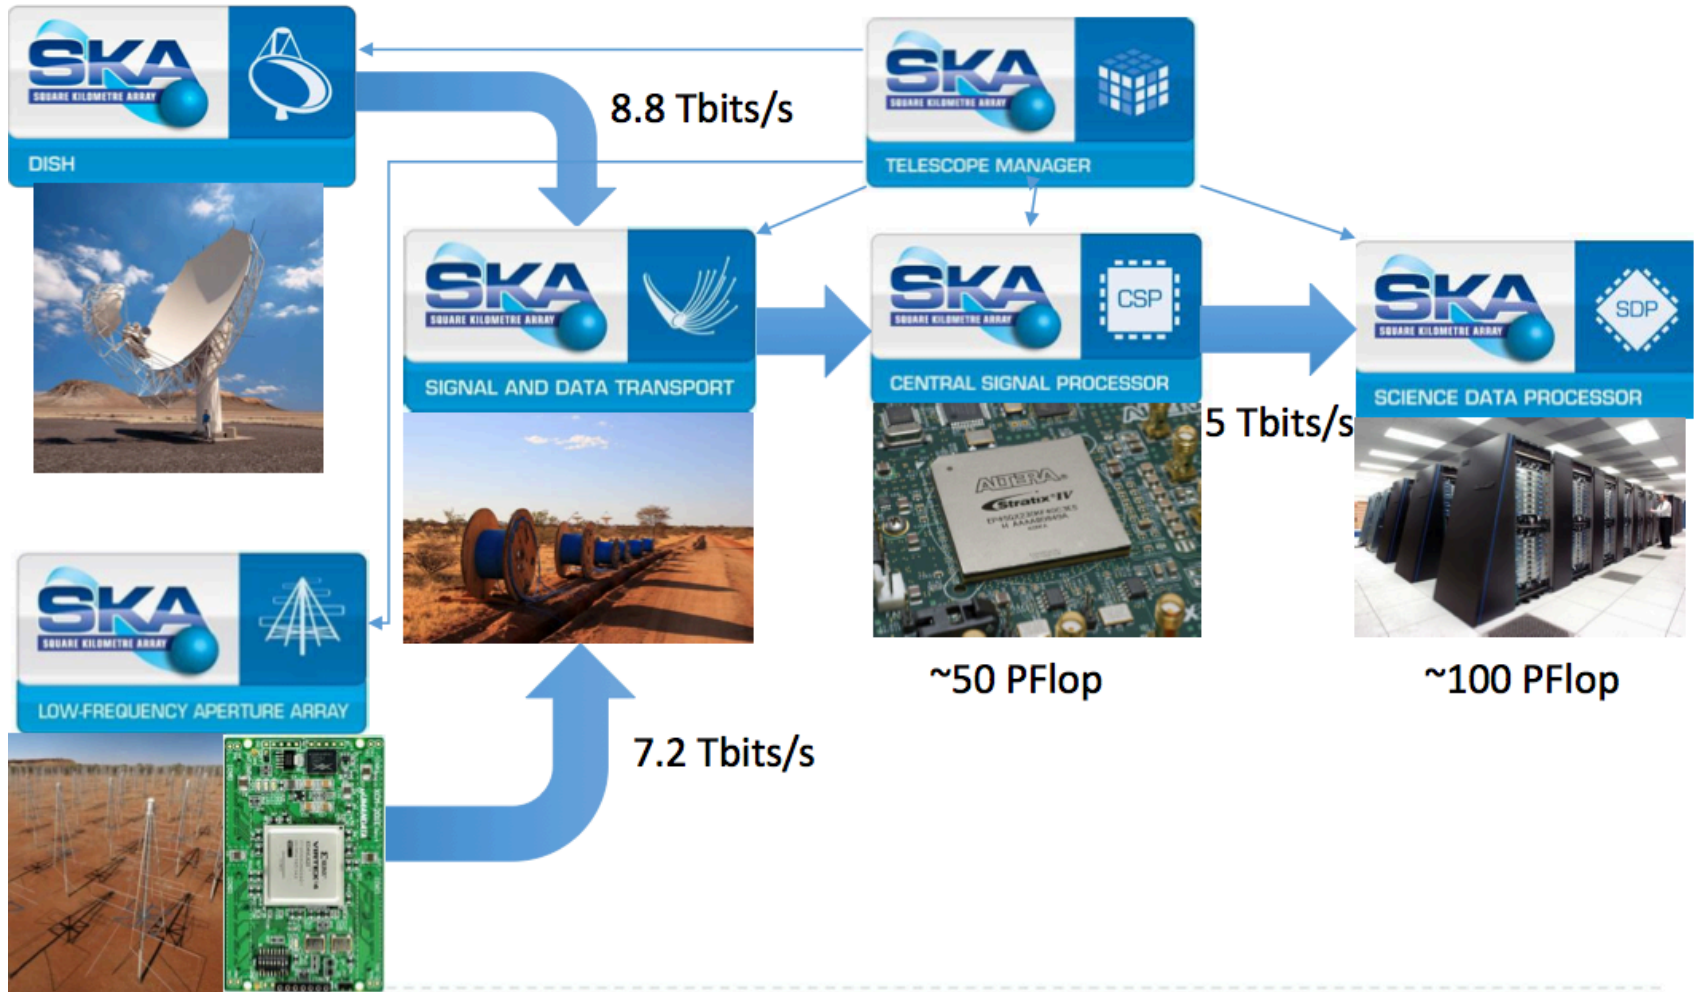 SKA
SQUARE KILOMETRE ARRAY
DISH
8.8 Tbits/s
SKA
SQUARE KILOMETRE ARRAY
TELESCOPE MANAGER
SKA
SQUARE KILOMETRE ARRAY
SIGNAL AND DATA TRANSPORT
SKA
SQUARE KILOMETRE ARRAY
CSP
CENTRAL SIGNAL PROCESSOR
5 Tbits/s
SKA
SQUARE KILOMETRE ARRAY
SDP
SCIENCE DATA PROCESSOR
ALTERA
Stratix IV
~50 PFlop
~100 PFlop
SKA
SQUARE KILOMETRE ARRAY
LOW-FREQUENCY APERTURE ARRAY
7.2 Tbits/s